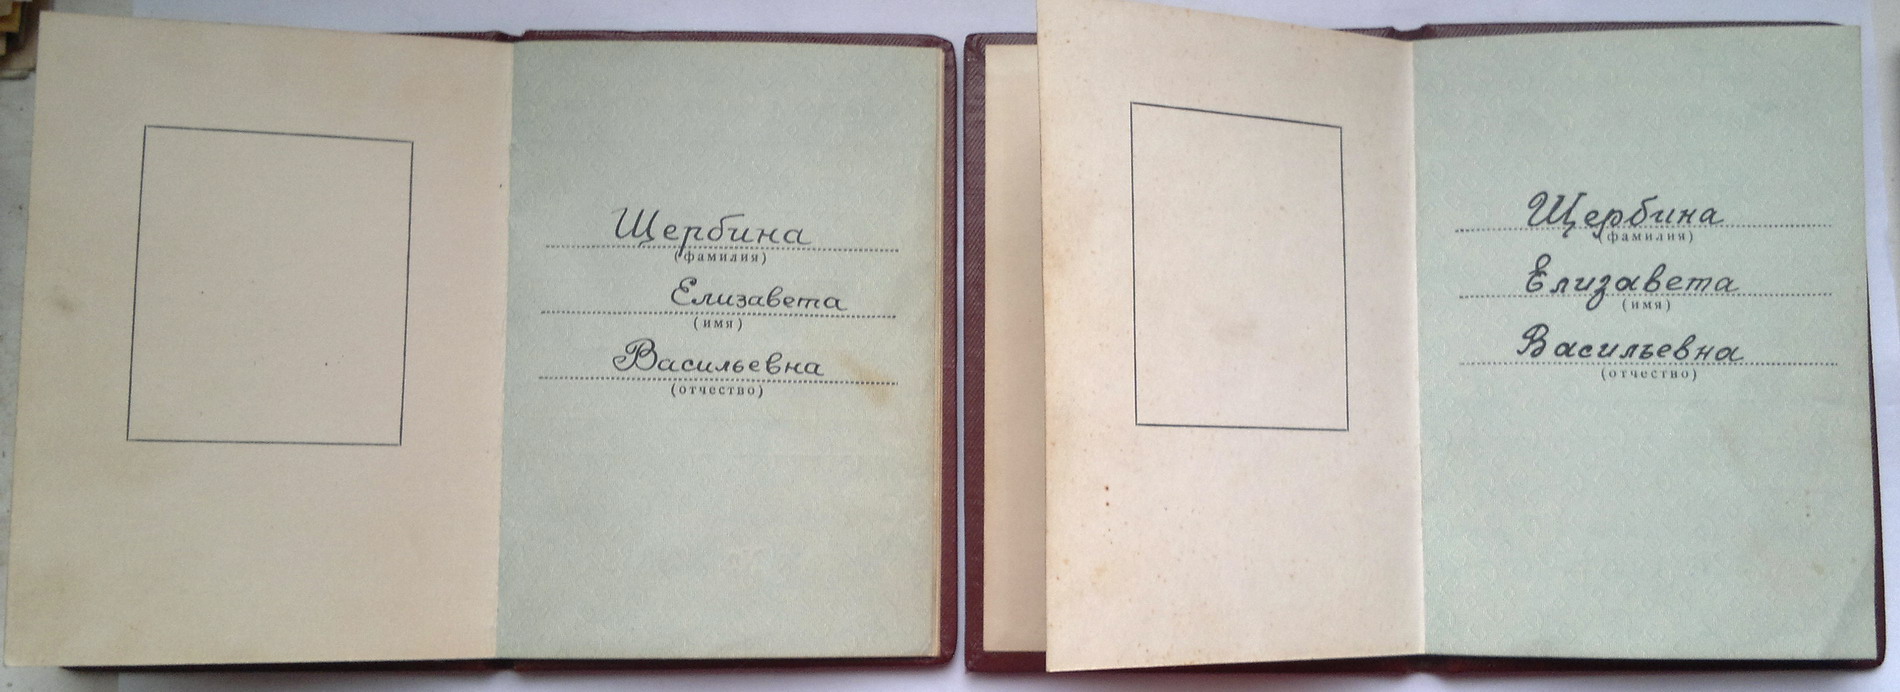 Щербина
(фамилия)
Елизавета
(имя)
Васильевна
(отчество)
Щербина
(фамилия)
Елизавета
(имя)
Васильевна
(отчество)